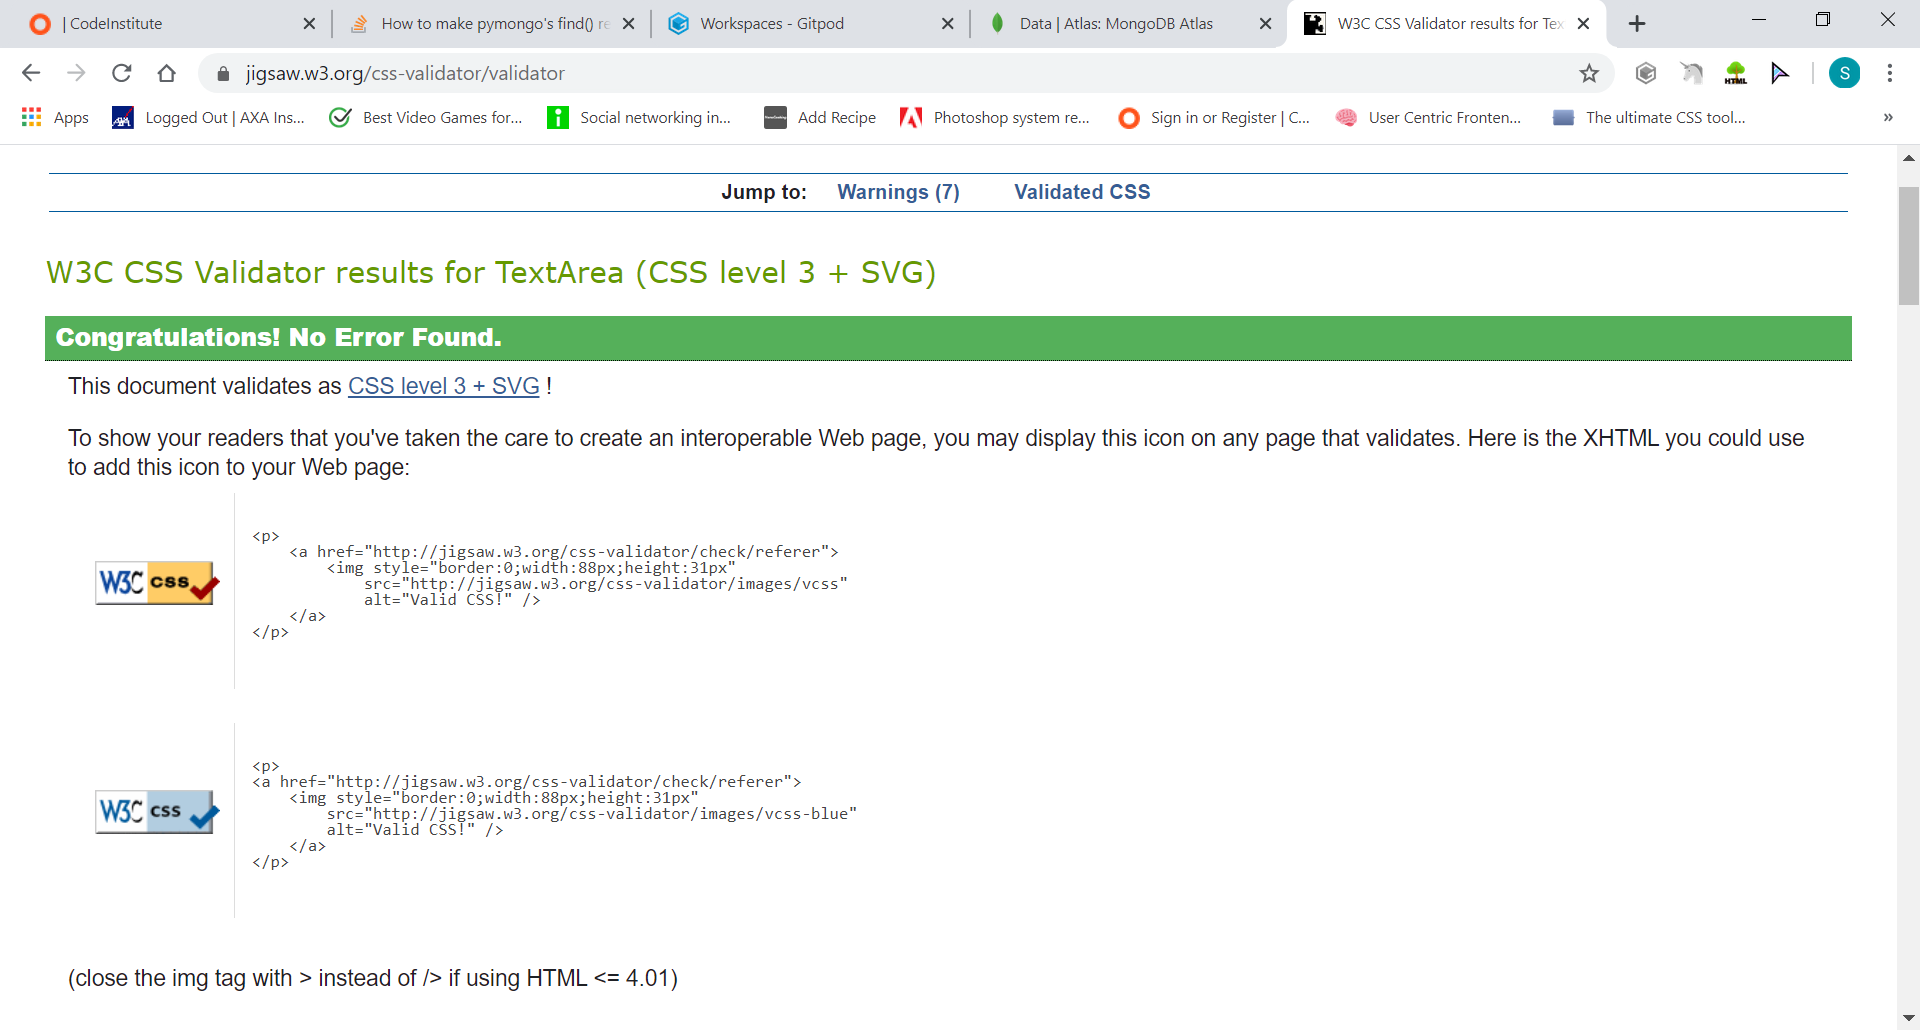 | CodeInstitute
How to make pymongo's find() re
Workspaces - Gitpod
Data | Atlas: MongoDB Atlas
W3C CSS Validator results for Tex
jigsaw.w3.org/css-validator/validator
HTML
S
Apps
AXA
Logged Out | AXA Ins...
Best Video Games for...
Social networking in...
Add Recipe
Photoshop system re...
Sign in or Register | C...
User Centric Fronten...
The ultimate CSS tool...
»
Jump to: Warnings (7) Validated CSS
W3C CSS Validator results for TextArea (CSS level 3 + SVG)
Congratulations! No Error Found.
This document validates as CSS level 3 + SVG !
To show your readers that you've taken the care to create an interoperable Web page, you may display this icon on any page that validates. Here is the XHTML you could use
to add this icon to your Web page:
W3C css
<p>
<a href="http://jigsaw.w3.org/css-validator/check/referer">
<img style="border:0;width:88px;height:31px"
src="http://jigsaw.w3.org/css-validator/images/vcss"
alt="Valid CSS!" />
</a>
</p>
W3C css
<p>
<a href="http://jigsaw.w3.org/css-validator/check/referer">
<img style="border:0;width:88px;height:31px"
src="http://jigsaw.w3.org/css-validator/images/vcss-blue"
alt="Valid CSS!" />
</a>
</p>
(close the img tag with > instead of /> if using HTML <= 4.01)